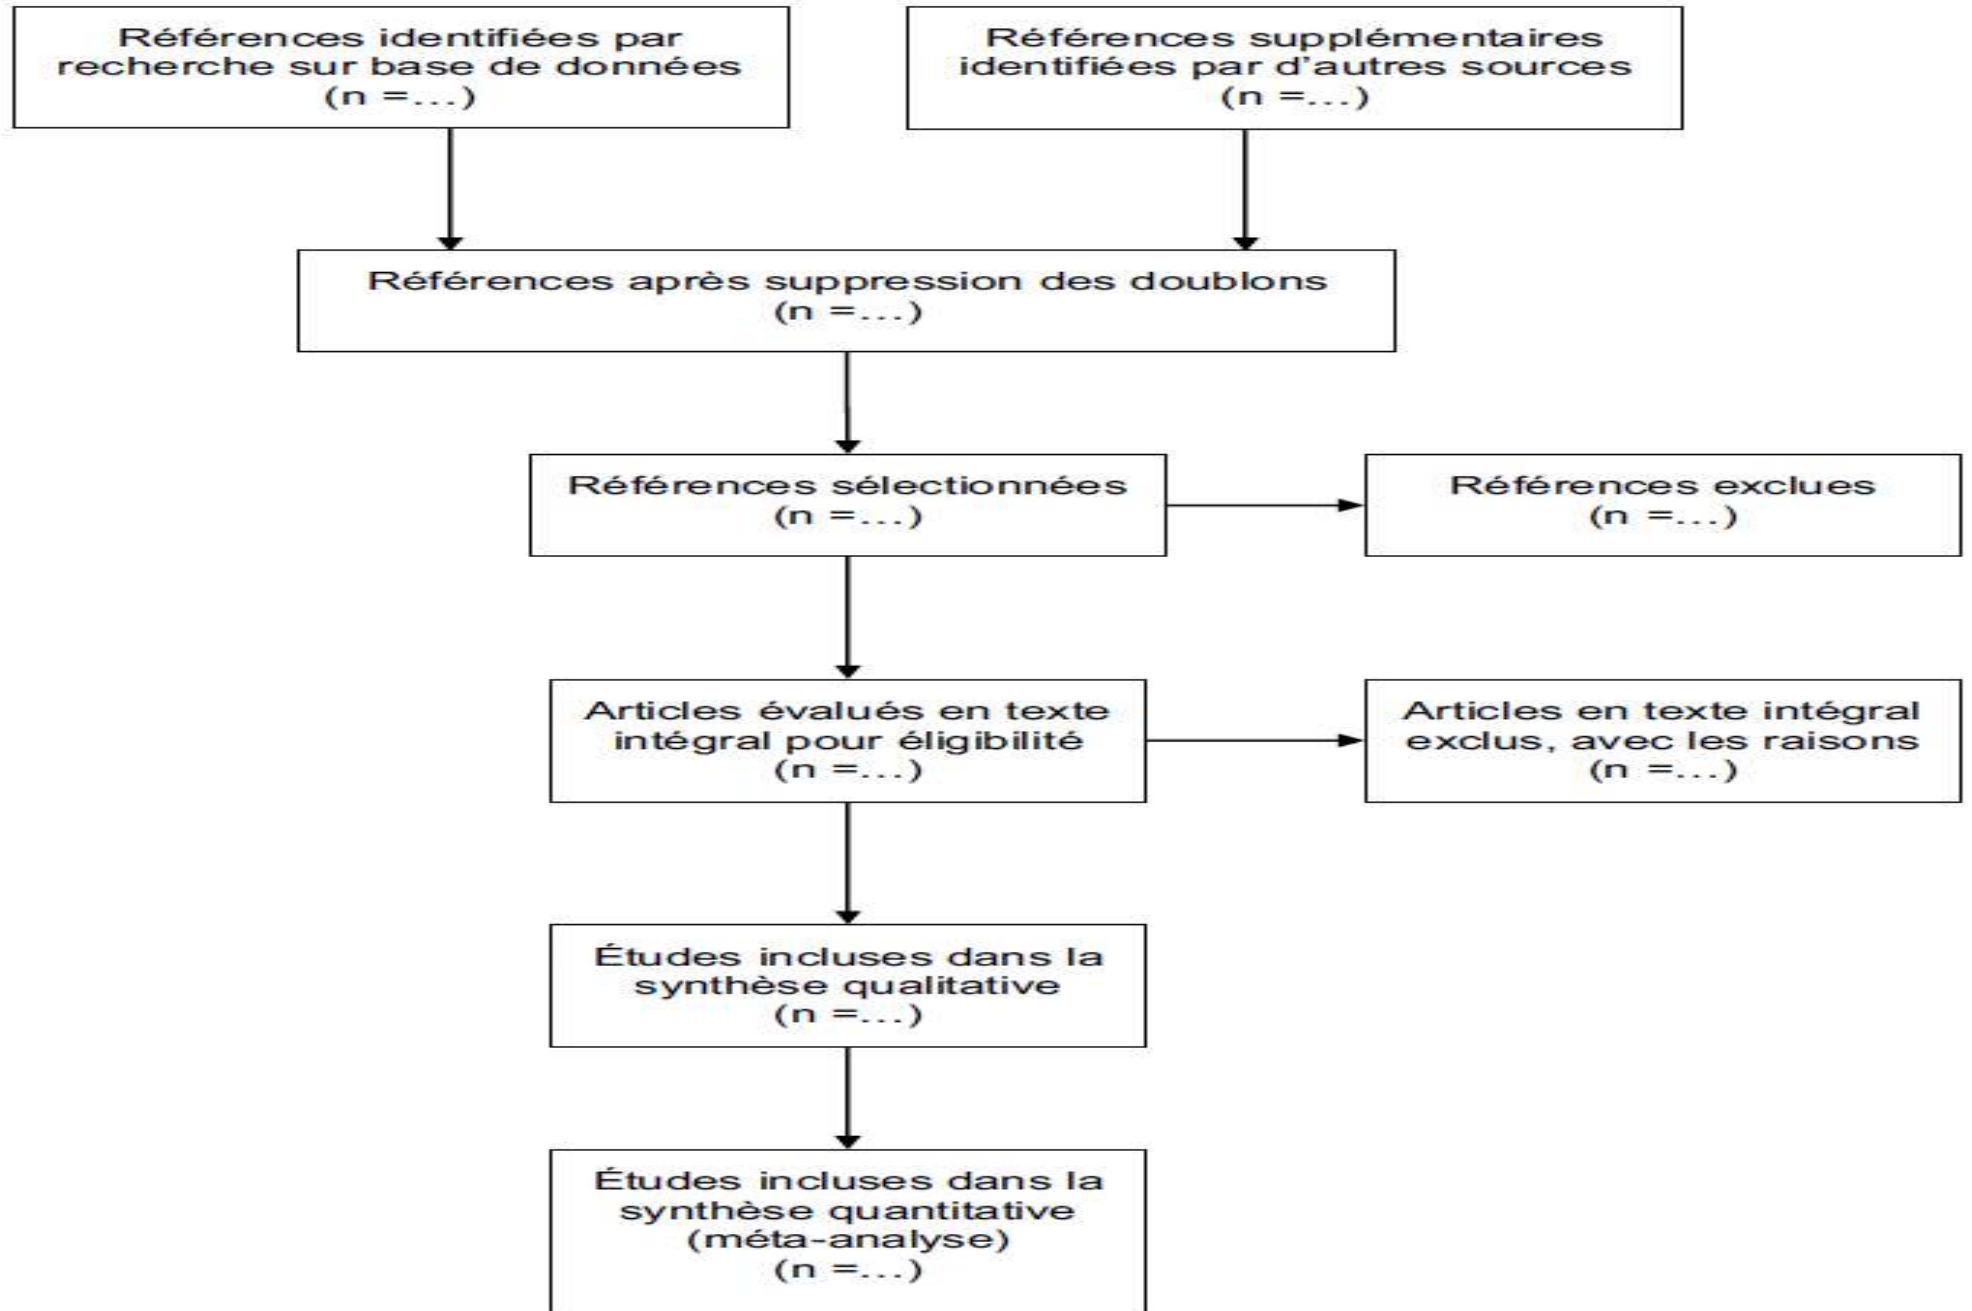 Références identifiées par
recherche sur base de données
(n =...)
Références supplémentaires
identifiées par d'autres sources
(n =...)
Références après suppression des doublons
(n =...)
Références sélectionnées
(n =...)
Références exclues
(n =...)
Articles évalués en texte
intégral pour éligibilité
(n =...)
Articles en texte intégral
exclus, avec les raisons
(n =...)
Études incluses dans la
synthèse qualitative
(n =...)
Études incluses dans la
synthèse quantitative
(méta-analyse)
(n =...)